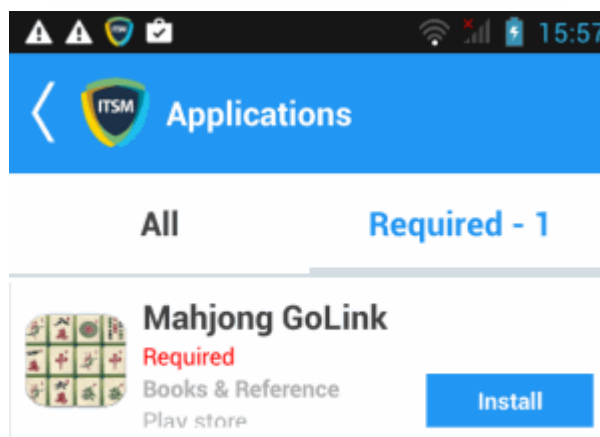 15:57
ITSM
Applications
All
Required - 1
Mahjong GoLink
Required
Books & Reference
Install
Play store